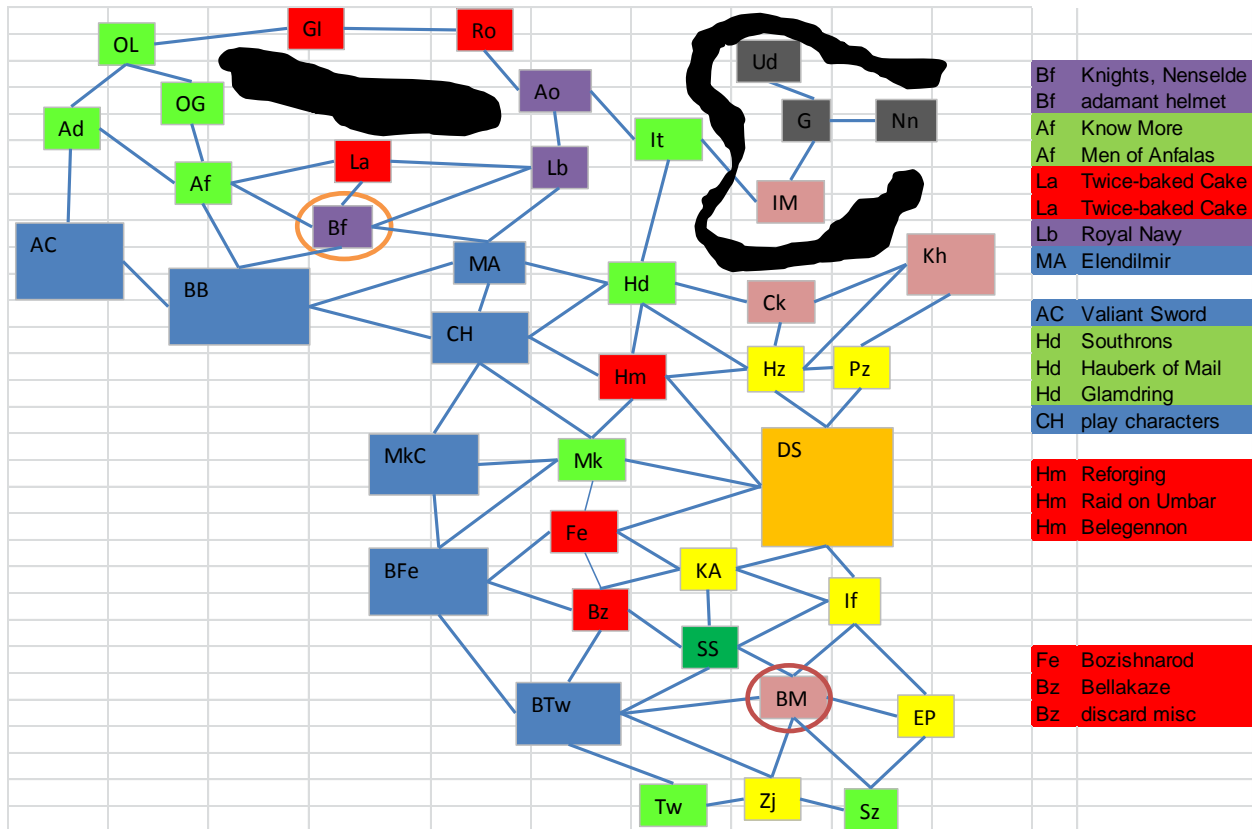 OL
GI
Ro
Ud
Ao
OG
G
Nn
Ad
It
La
Lb
Af
IM
Bf
AC
Kh
MA
BB
Hd
Ck
CH
Hm
Hz
Pz
DS
MkC
Mk
Fe
BFe
KA
If
Bz
SS
BM
BTw
EP
Tw
Zj
Sz
Bf Knights, Nenselde
Bf adamant helmet
Af Know More
Af Men of Anfalas
La Twice-baked Cake
La Twice-baked Cake
Lb Royal Navy
MA Elendilmir
AC Valiant Sword
Hd Southrons
Hd Hauberk of Mail
Hd Glamdring
CH play characters
Hm Reforging
Hm Raid on Umbar
Hm Belegennon
Fe Bozishnarod
Bz Bellakaze
Bz discard misc